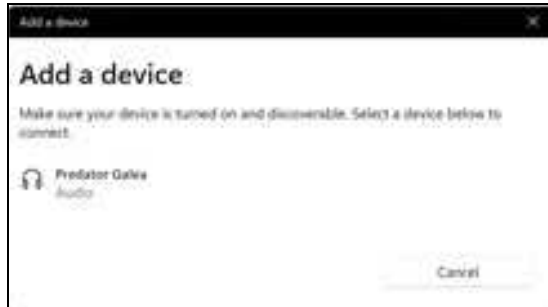 Add a device
Add a device
Make sure your device is turned on and discoverable. Select a device below to
connect.
Predator Galea
Audio
Cancel